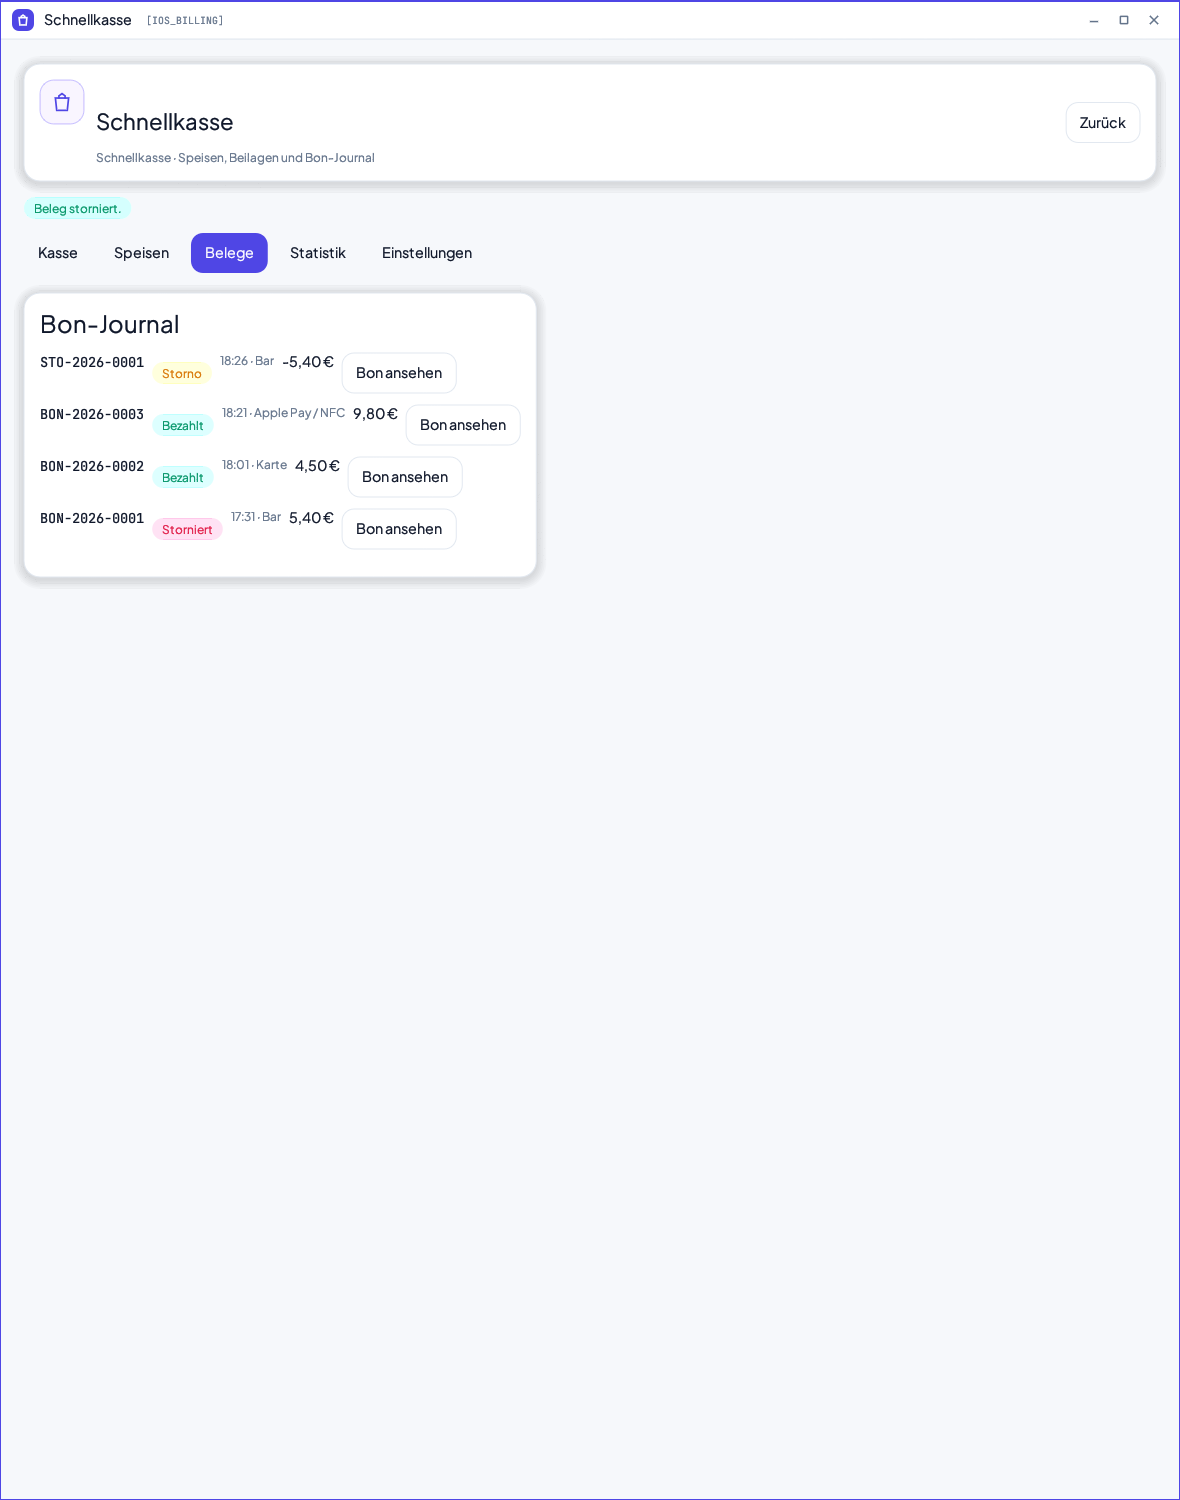 Schnellkasse [IOS_BILLING]
Schnellkasse
Zurück
Schnellkasse · Speisen, Beilagen und Bon-Journal
Beleg storniert.
Kasse Speisen Belege Statistik Einstellungen
Bon-Journal
STO-2026-0001 Storno 18:26 · Bar -5,40 € Bon ansehen
BON-2026-0003 Bezahlt 18:21 · Apple Pay / NFC 9,80 € Bon ansehen
BON-2026-0002 Bezahlt 18:01 · Karte 4,50 € Bon ansehen
BON-2026-0001 Storniert 17:31 · Bar 5,40 € Bon ansehen